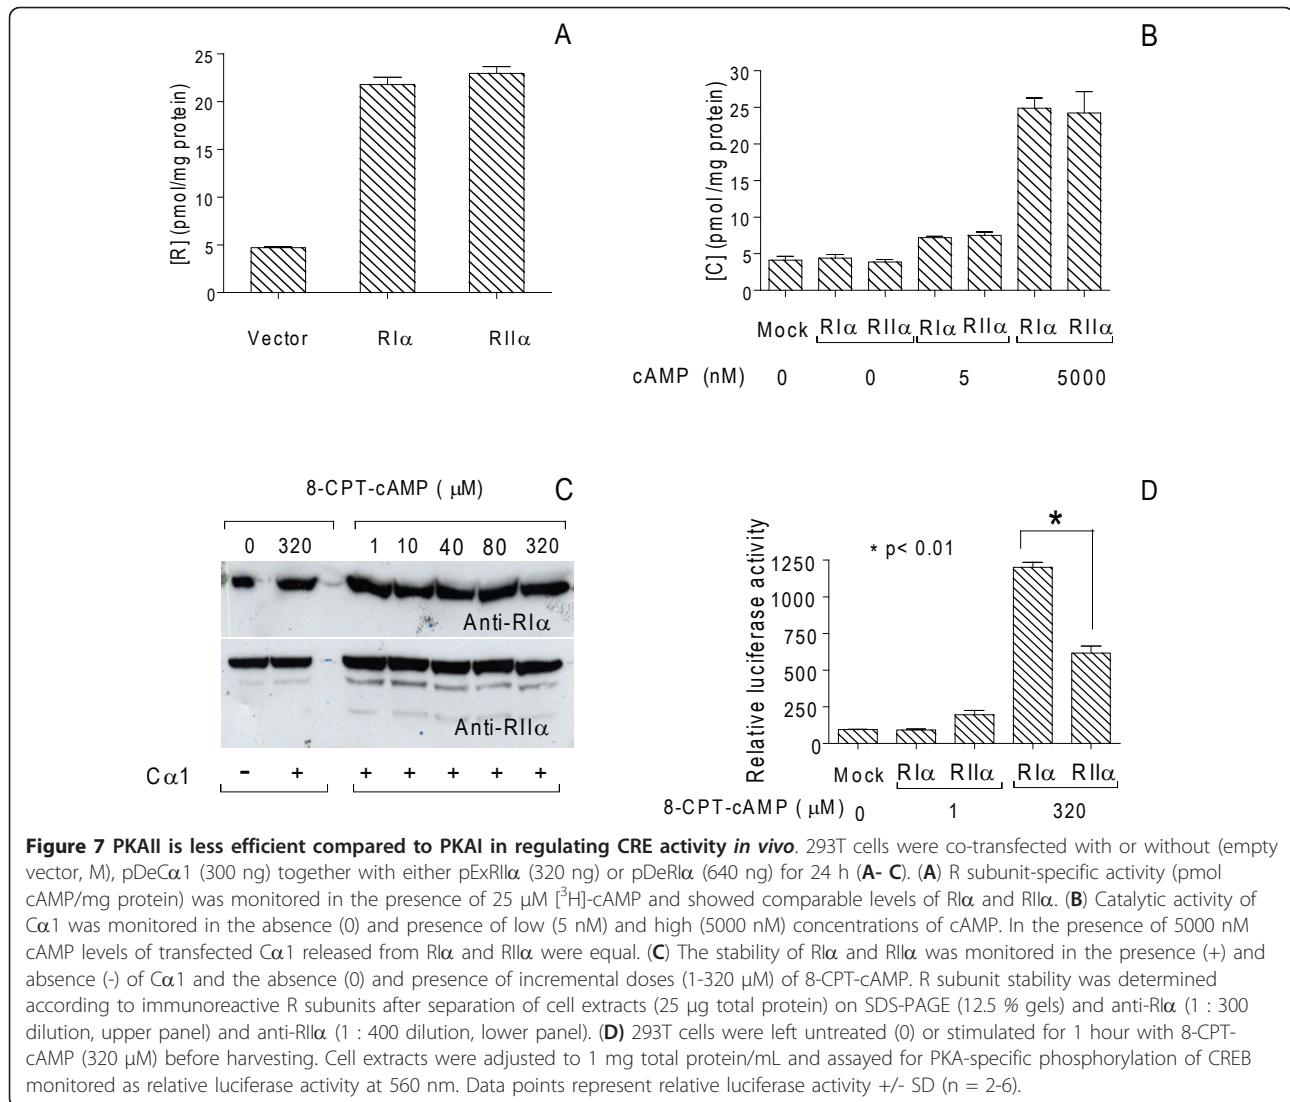 A
25
20
15
10
5
0
[R] (pmol/mg protein)
Vector RIα RIIα
B
30
25
20
15
10
5
0
[C] (pmol/mg protein)
Mock RIα RIIα RIα RIIα RIα RIIα
cAMP (nM) 0 0 5 5000
8-CPT-cAMP ( μM)
C
0 320 1 10 40 80 320
Anti-RIα
Anti-RIIα
Cα1 - + + + + + +
D
*
* p< 0.01
1250
1000
750
500
250
0
Relative luciferase activity
Mock RIα RIIα RIα RIIα
8-CPT-cAMP ( μM) 0 1 320
Figure 7 PKAII is less efficient compared to PKAI in regulating CRE activity in vivo. 293T cells were co-transfected with or without (empty
vector, M), pDeCα1 (300 ng) together with either pExRIIα (320 ng) or pDeRIα (640 ng) for 24 h (A- C). (A) R subunit-specific activity (pmol
cAMP/mg protein) was monitored in the presence of 25 μM [³H]-cAMP and showed comparable levels of RIα and RIIα. (B) Catalytic activity of
Cα1 was monitored in the absence (0) and presence of low (5 nM) and high (5000 nM) concentrations of cAMP. In the presence of 5000 nM
cAMP levels of transfected Cα1 released from RIα and RIIα were equal. (C) The stability of RIα and RIIα was monitored in the presence (+) and
absence (-) of Cα1 and the absence (0) and presence of incremental doses (1-320 μM) of 8-CPT-cAMP. R subunit stability was determined
according to immunoreactive R subunits after separation of cell extracts (25 μg total protein) on SDS-PAGE (12.5 % gels) and anti-RIα (1 : 300
dilution, upper panel) and anti-RIIα (1 : 400 dilution, lower panel). (D) 293T cells were left untreated (0) or stimulated for 1 hour with 8-CPT-
cAMP (320 μM) before harvesting. Cell extracts were adjusted to 1 mg total protein/mL and assayed for PKA-specific phosphorylation of CREB
monitored as relative luciferase activity at 560 nm. Data points represent relative luciferase activity +/- SD (n = 2-6).